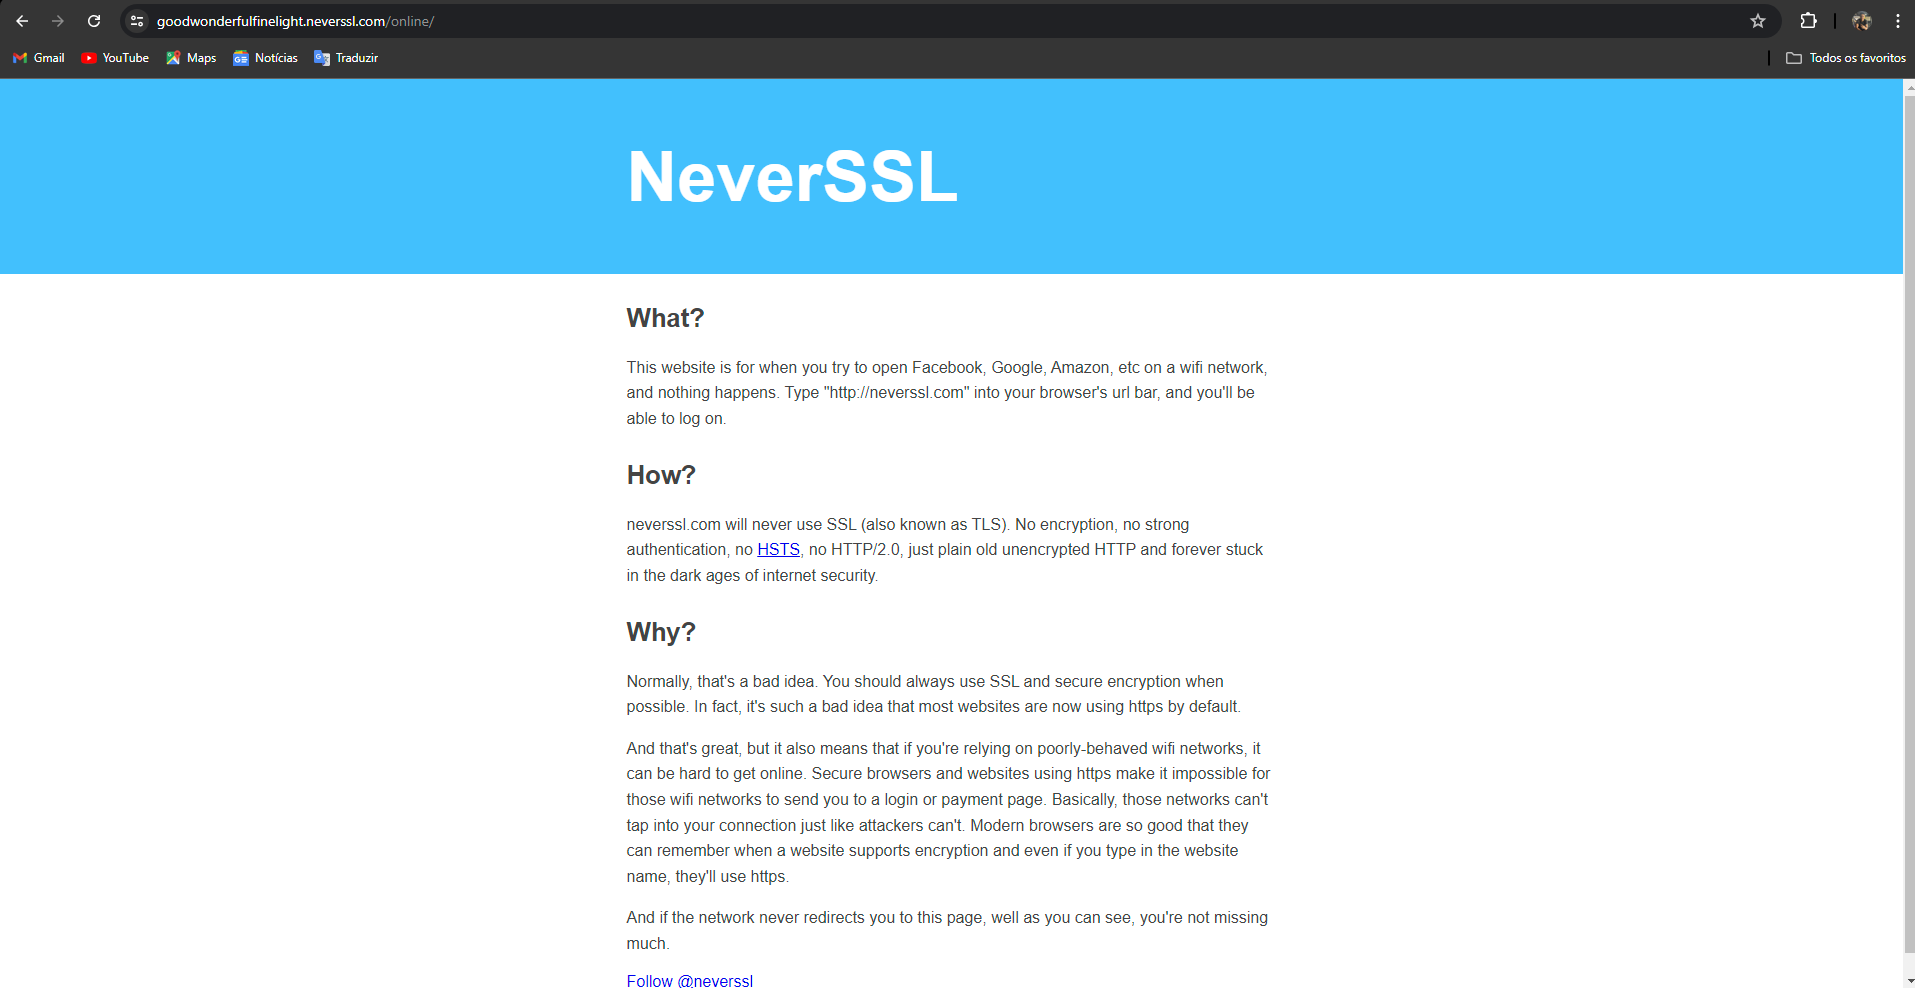 goodwonderfulfinelight.neverssl.com/online/
Gmail YouTube Maps Notícias Traduzir Todos os favoritos
NeverSSL
What?
This website is for when you try to open Facebook, Google, Amazon, etc on a wifi network,
and nothing happens. Type "http://neverssl.com" into your browser's url bar, and you'll be
able to log on.
How?
neverssl.com will never use SSL (also known as TLS). No encryption, no strong
authentication, no HSTS, no HTTP/2.0, just plain old unencrypted HTTP and forever stuck
in the dark ages of internet security.
Why?
Normally, that's a bad idea. You should always use SSL and secure encryption when
possible. In fact, it's such a bad idea that most websites are now using https by default.
And that's great, but it also means that if you're relying on poorly-behaved wifi networks, it
can be hard to get online. Secure browsers and websites using https make it impossible for
those wifi networks to send you to a login or payment page. Basically, those networks can't
tap into your connection just like attackers can't. Modern browsers are so good that they
can remember when a website supports encryption and even if you type in the website
name, they'll use https.
And if the network never redirects you to this page, well as you can see, you're not missing
much.
Follow @neverssl